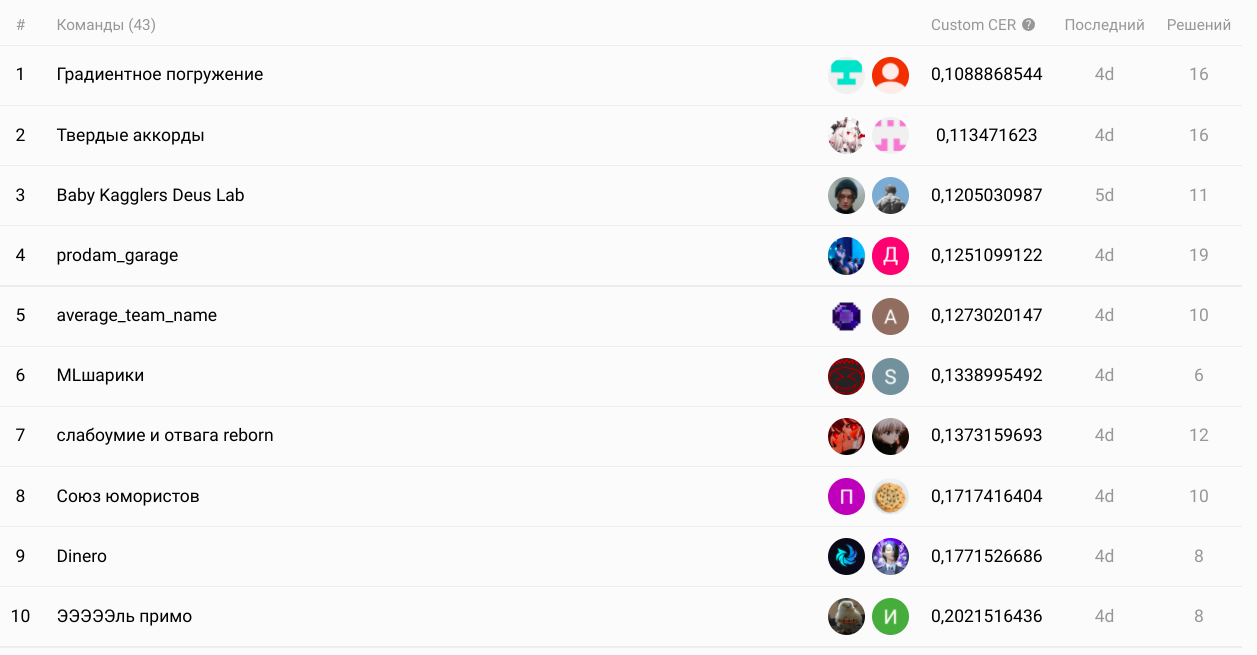 # Команды (43) Custom CER ? Последний Решений
1 Градиентное погружение 0,1088868544 4d 16
2 Твердые аккорды 0,113471623 4d 16
3 Baby Kagglers Deus Lab 0,1205030987 5d 11
4 prodam_garage Д 0,1251099122 4d 19
5 average_team_name A 0,1273020147 4d 10
6 MLшарики S 0,1338995492 4d 6
7 слабоумие и отвага reborn 0,1373159693 4d 12
8 Союз юмористов П 0,1717416404 4d 10
9 Dinero 0,1771526686 4d 8
10 ЭЭЭЭЭль примо И 0,2021516436 4d 8